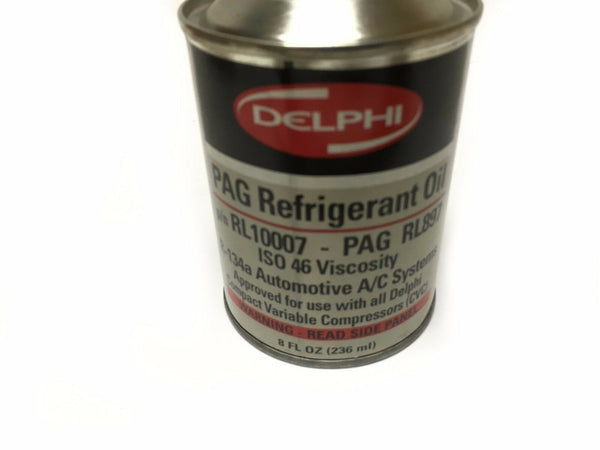 DELPHI
PAG Refrigerant Oil
p/n RL10007 - PAG RL897
ISO 46 Viscosity
R-134a Automotive A/C Systems
Approved for use with all Delphi
Compact Variable Compressors (CVC)
WARNING - READ SIDE PANEL
8 FL OZ (236 ml)